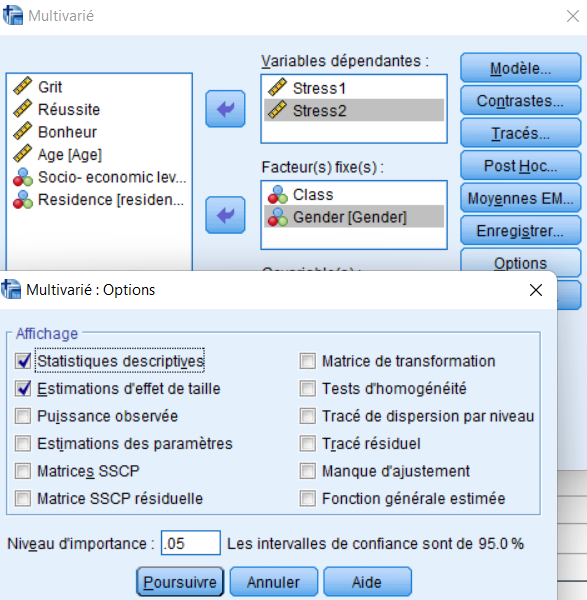 Multivarié
Variables dépendantes :
Grit
Réussite
Bonheur
Age [Age]
Socio- economic lev...
Residence [residen...
Stress1
Stress2
Facteur(s) fixe(s) :
Class
Gender [Gender]
Modèle...
Contrastes...
Tracés...
Post Hoc...
Moyennes EM...
Enregistrer...
Options
Multivarié : Options
Affichage
Statistiques descriptives
Estimations d'effet de taille
Puissance observée
Estimations des paramètres
Matrices SSCP
Matrice SSCP résiduelle
Matrice de transformation
Tests d'homogénéité
Tracé de dispersion par niveau
Tracé résiduel
Manque d'ajustement
Fonction générale estimée
Niveau d'importance : .05 Les intervalles de confiance sont de 95.0 %
Poursuivre Annuler Aide